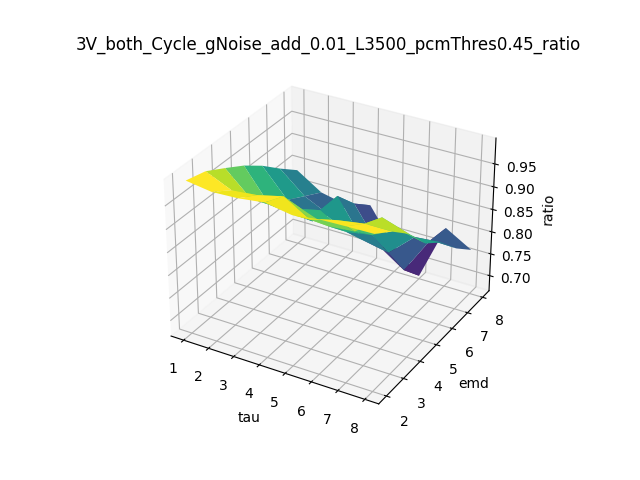 3V_both_Cycle_gNoise_add_0.01_L3500_pcmThres0.45_ratio
0.95
0.90
0.85
0.80
0.75
0.70
ratio
1 2 3 4 5 6 7 8
tau
2 3 4 5 6 7 8
emd